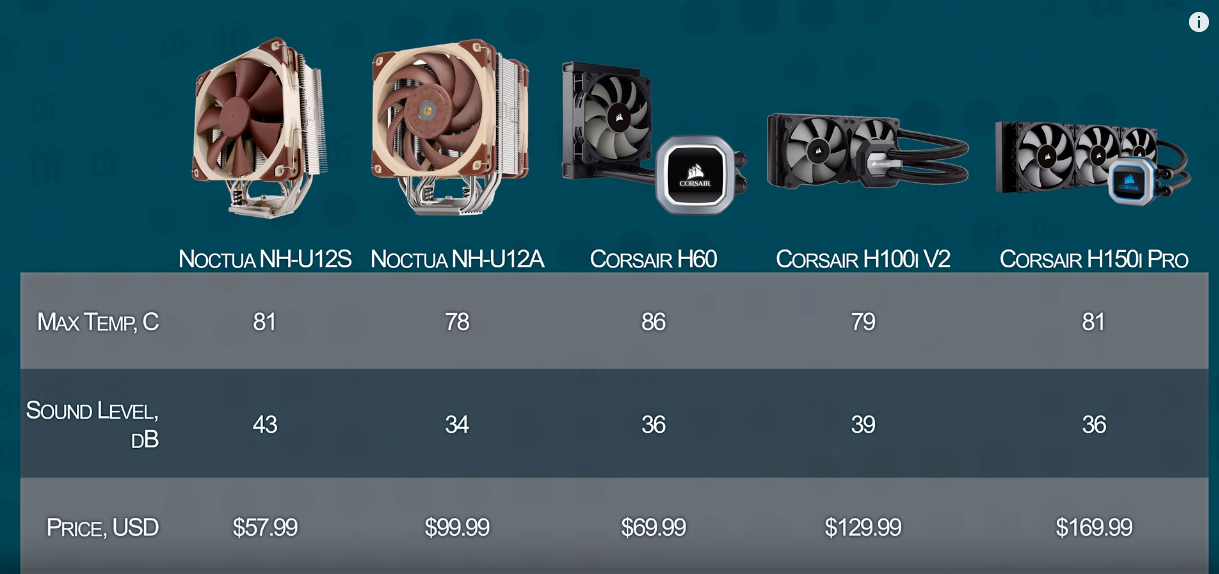 i
CORSAIR
Noctua NH-U12S Noctua NH-U12A Corsair H60 Corsair H100i V2 Corsair H150i Pro
Max Temp, C 81 78 86 79 81
Sound Level,
dB 43 34 36 39 36
Price, USD $57.99 $99.99 $69.99 $129.99 $169.99